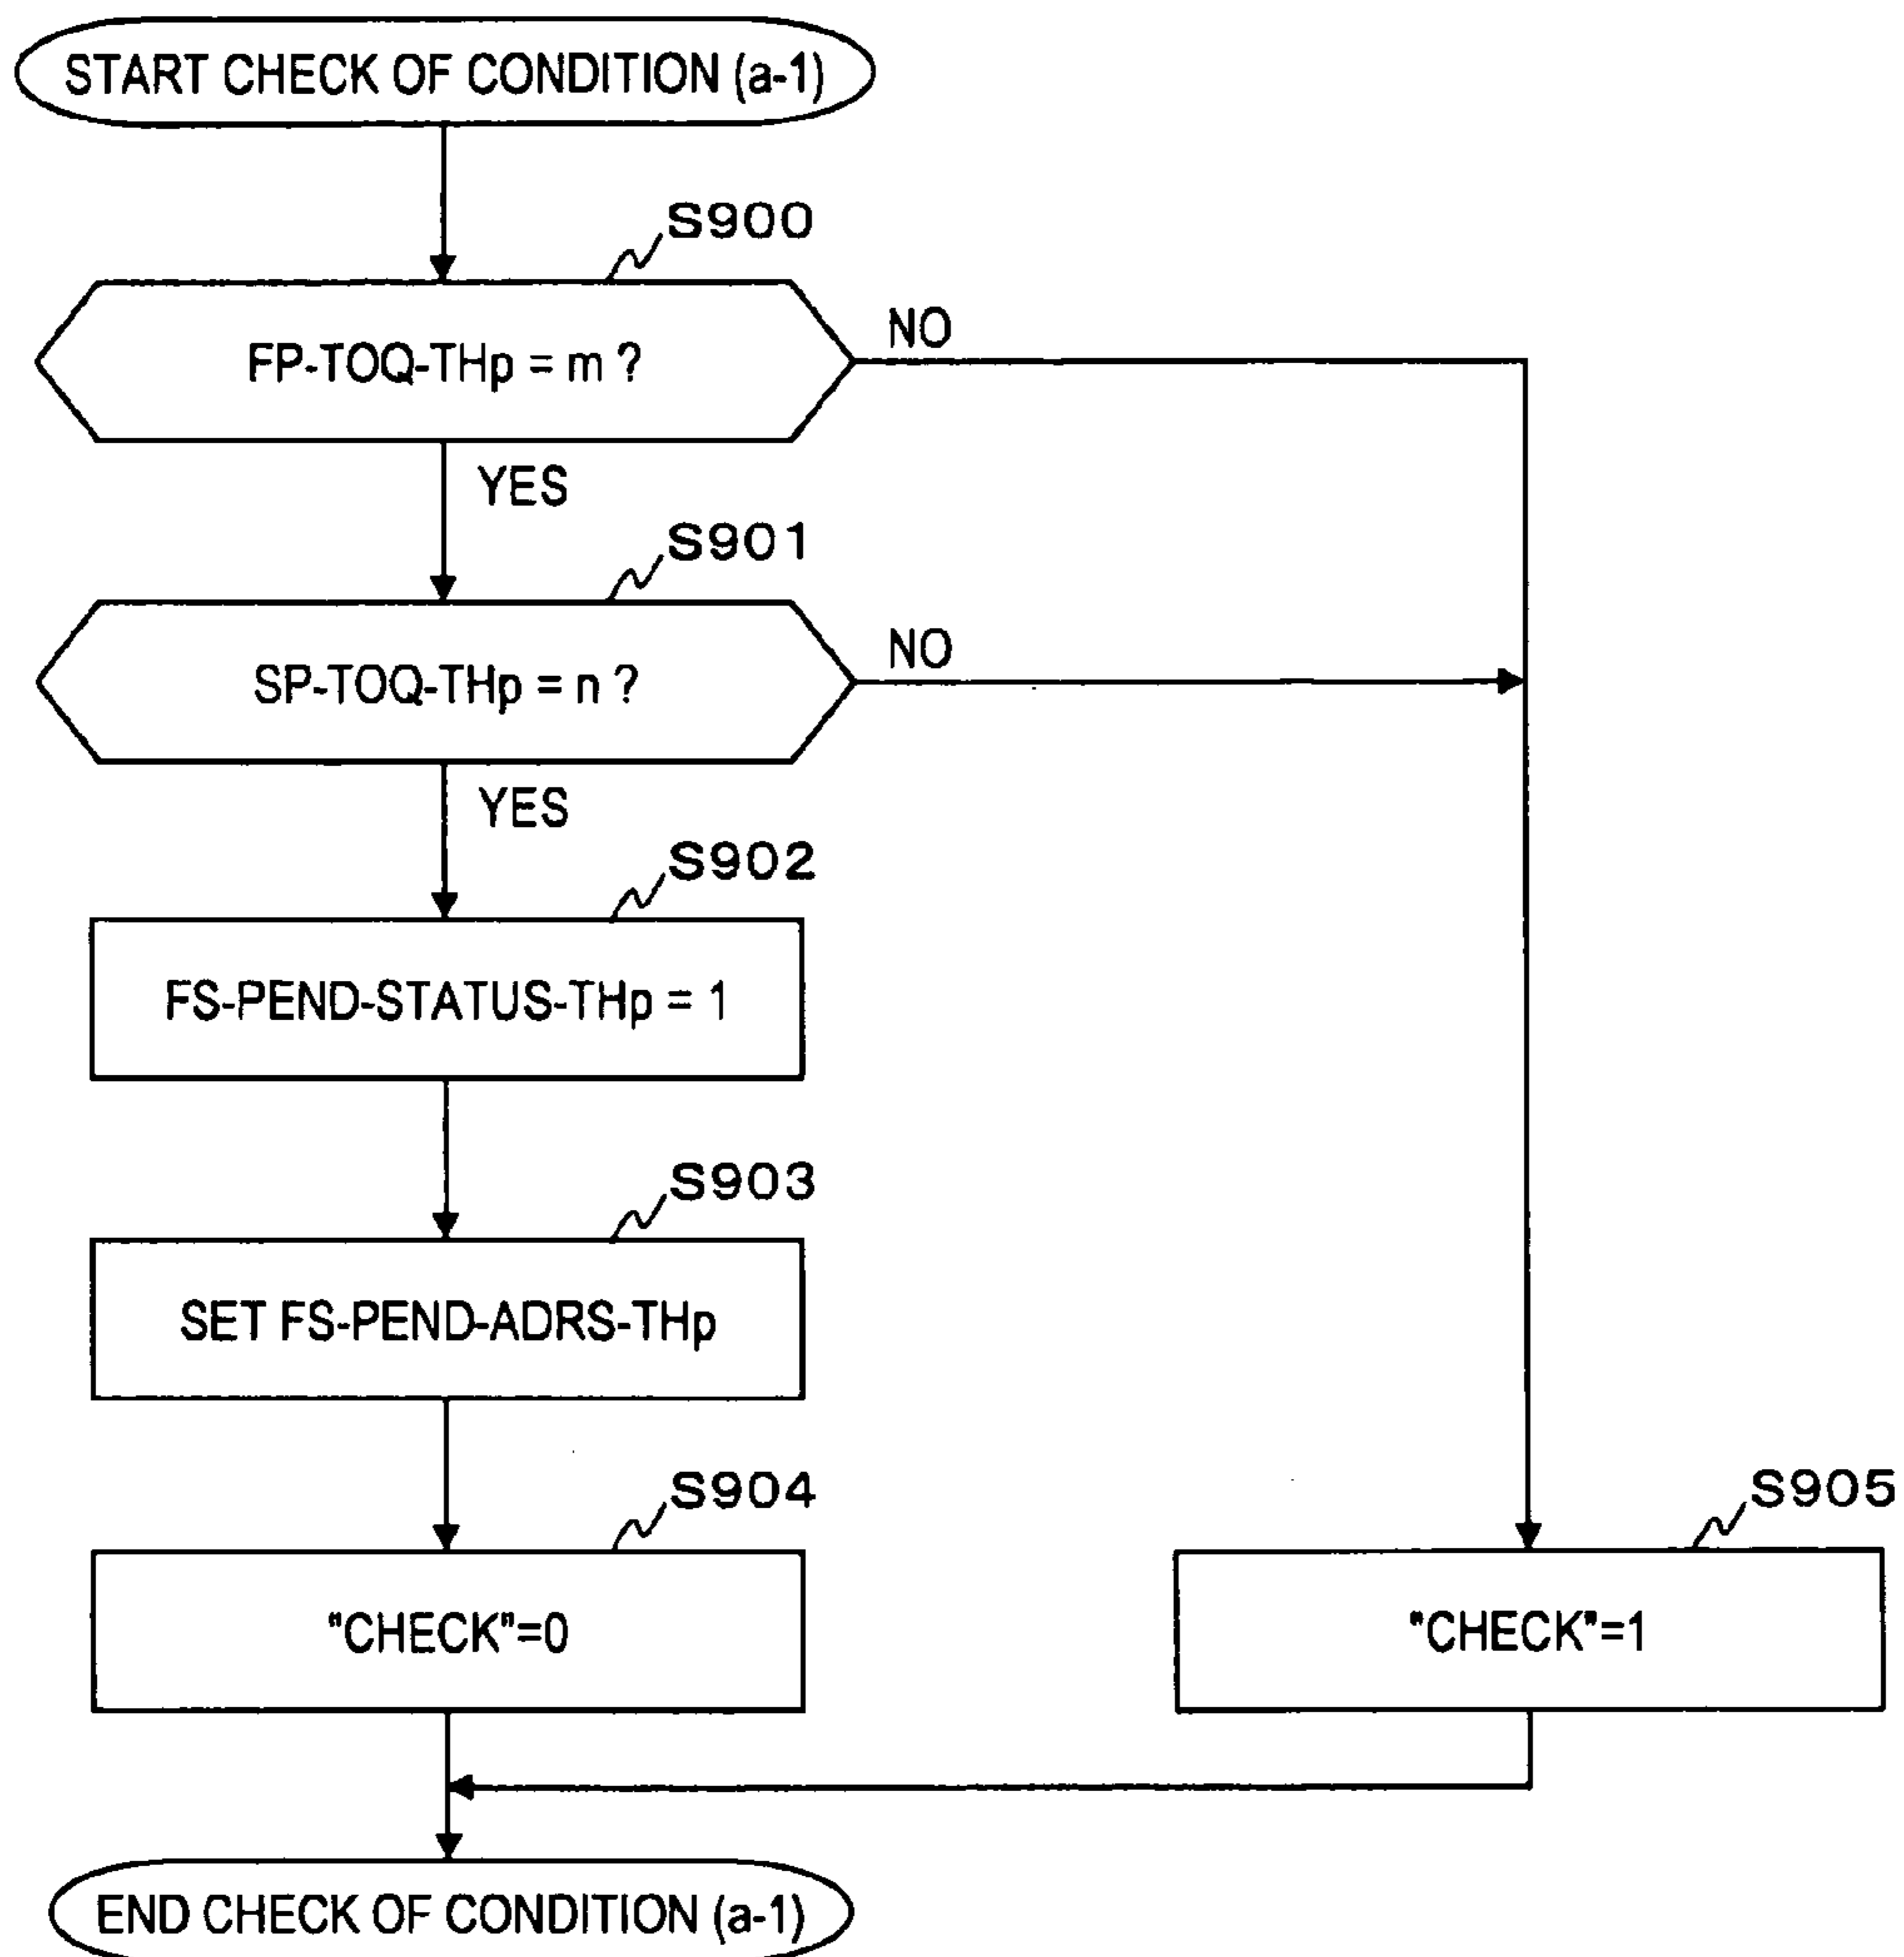 START CHECK OF CONDITION (a-1)
S900
FP-TOQ-THp = m ?
NO
YES
S901
SP-TOQ-THp = n ?
NO
YES
S902
FS-PEND-STATUS-THp = 1
S903
SET FS-PEND-ADRS-THp
S904
"CHECK"=0
S905
"CHECK"=1
END CHECK OF CONDITION (a-1)